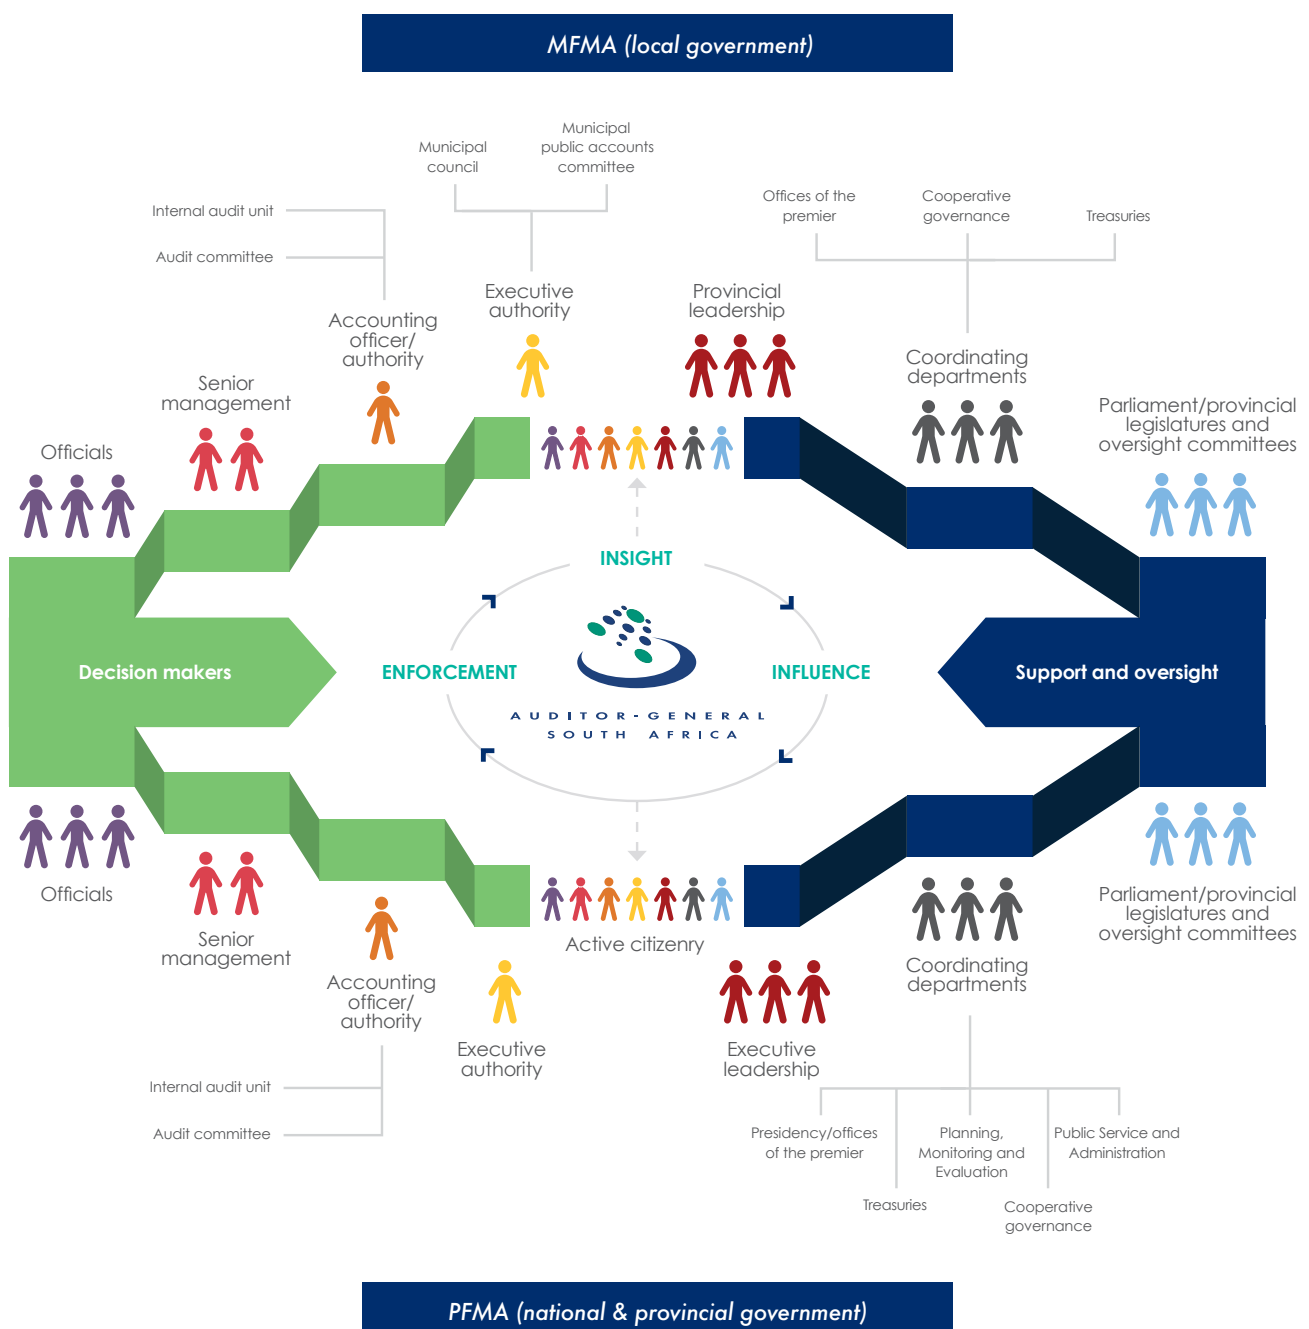 MFMA (local government)
Municipal
council
Municipal
public accounts
committee
Internal audit unit
Audit committee
Offices of the
premier
Cooperative
governance
Treasuries
Executive
authority
Provincial
leadership
Accounting
officer/
authority
Coordinating
departments
Senior
management
Parliament/provincial
legislatures and
oversight committees
Officials
INSIGHT
Decision makers
ENFORCEMENT
INFLUENCE
Support and oversight
AUDITOR-GENERAL
SOUTH AFRICA
Officials
Senior
management
Accounting
officer/
authority
Executive
authority
Active citizenry
Executive
leadership
Coordinating
departments
Parliament/provincial
legislatures and
oversight committees
Internal audit unit
Audit committee
Presidency/offices
of the premier
Treasuries
Planning,
Monitoring and
Evaluation
Cooperative
governance
Public Service and
Administration
PFMA (national & provincial government)